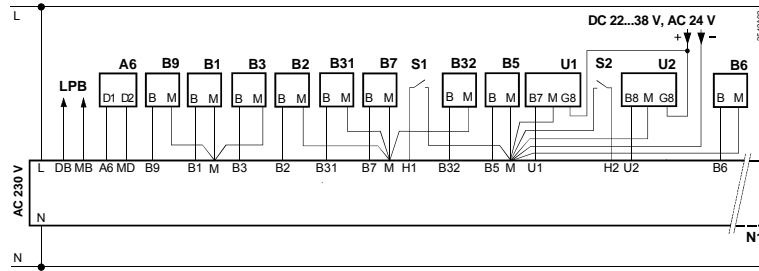 L
DC 22...38 V, AC 24 V
+ –
A6 B9 B1 B3 B2 B31 B7 S1 B32 B5 U1 S2 U2 B6
LPB
D1 D2 B M B M B M B M B M B M B M B M B7 M G8 B8 M G8 B M
L DB MB A6 MD B9 B1 M B3 B2 B31 B7 M H1 B32 B5 M U1 H2 U2 B6
AC 230 V
N
N1
N